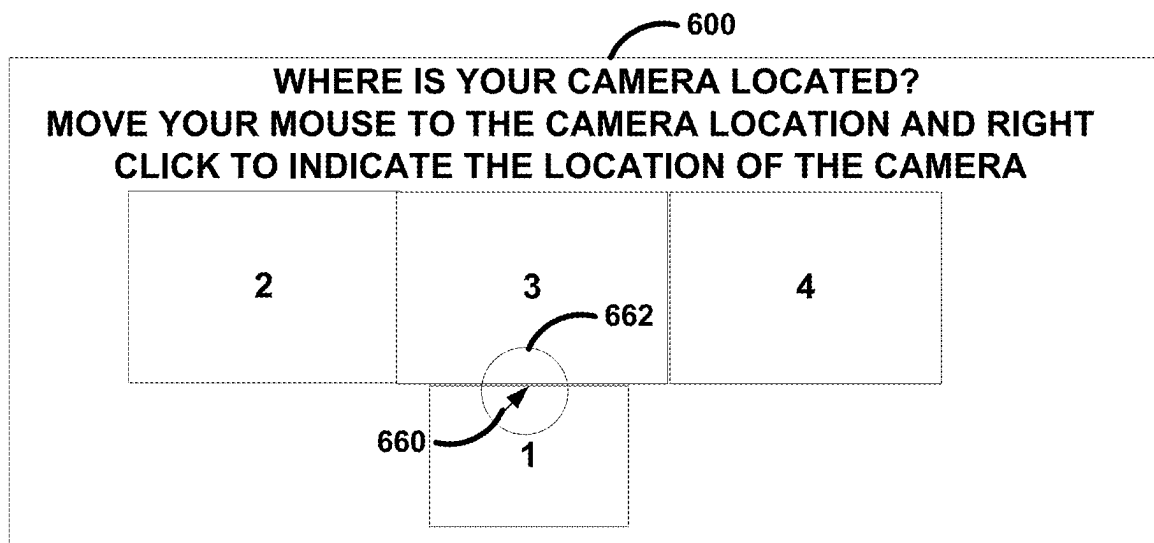 600
WHERE IS YOUR CAMERA LOCATED?
MOVE YOUR MOUSE TO THE CAMERA LOCATION AND RIGHT
CLICK TO INDICATE THE LOCATION OF THE CAMERA
2
3
4
662
660
1